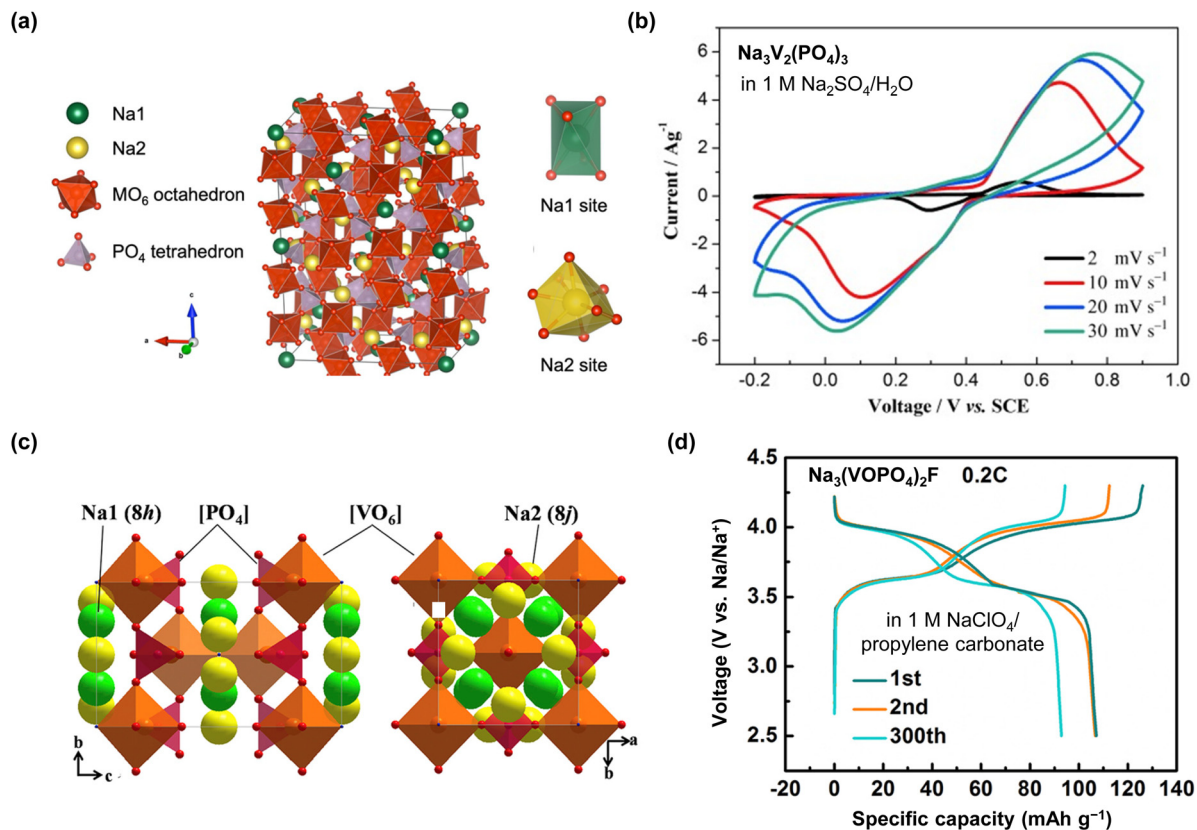 (a)
Na1
Na2
MO₆ octahedron
PO₄ tetrahedron
c
a
b
Na1 site
Na2 site
(b)
Na₃V₂(PO₄)₃
in 1 M Na₂SO₄/H₂O
Current / Ag⁻¹
6
4
2
0
-2
-4
-6
2 mV s⁻¹
10 mV s⁻¹
20 mV s⁻¹
30 mV s⁻¹
-0.2 0.0 0.2 0.4 0.6 0.8 1.0
Voltage / V vs. SCE
(c)
Na1 (8h) [PO₄] [VO₆] Na2 (8j)
b
c
a
b
(d)
Na₃(VOPO₄)₂F 0.2C
Voltage (V vs. Na/Na⁺)
4.5
4.0
3.5
3.0
2.5
in 1 M NaClO₄/
propylene carbonate
1st
2nd
300th
-20 0 20 40 60 80 100 120 140
Specific capacity (mAh g⁻¹)